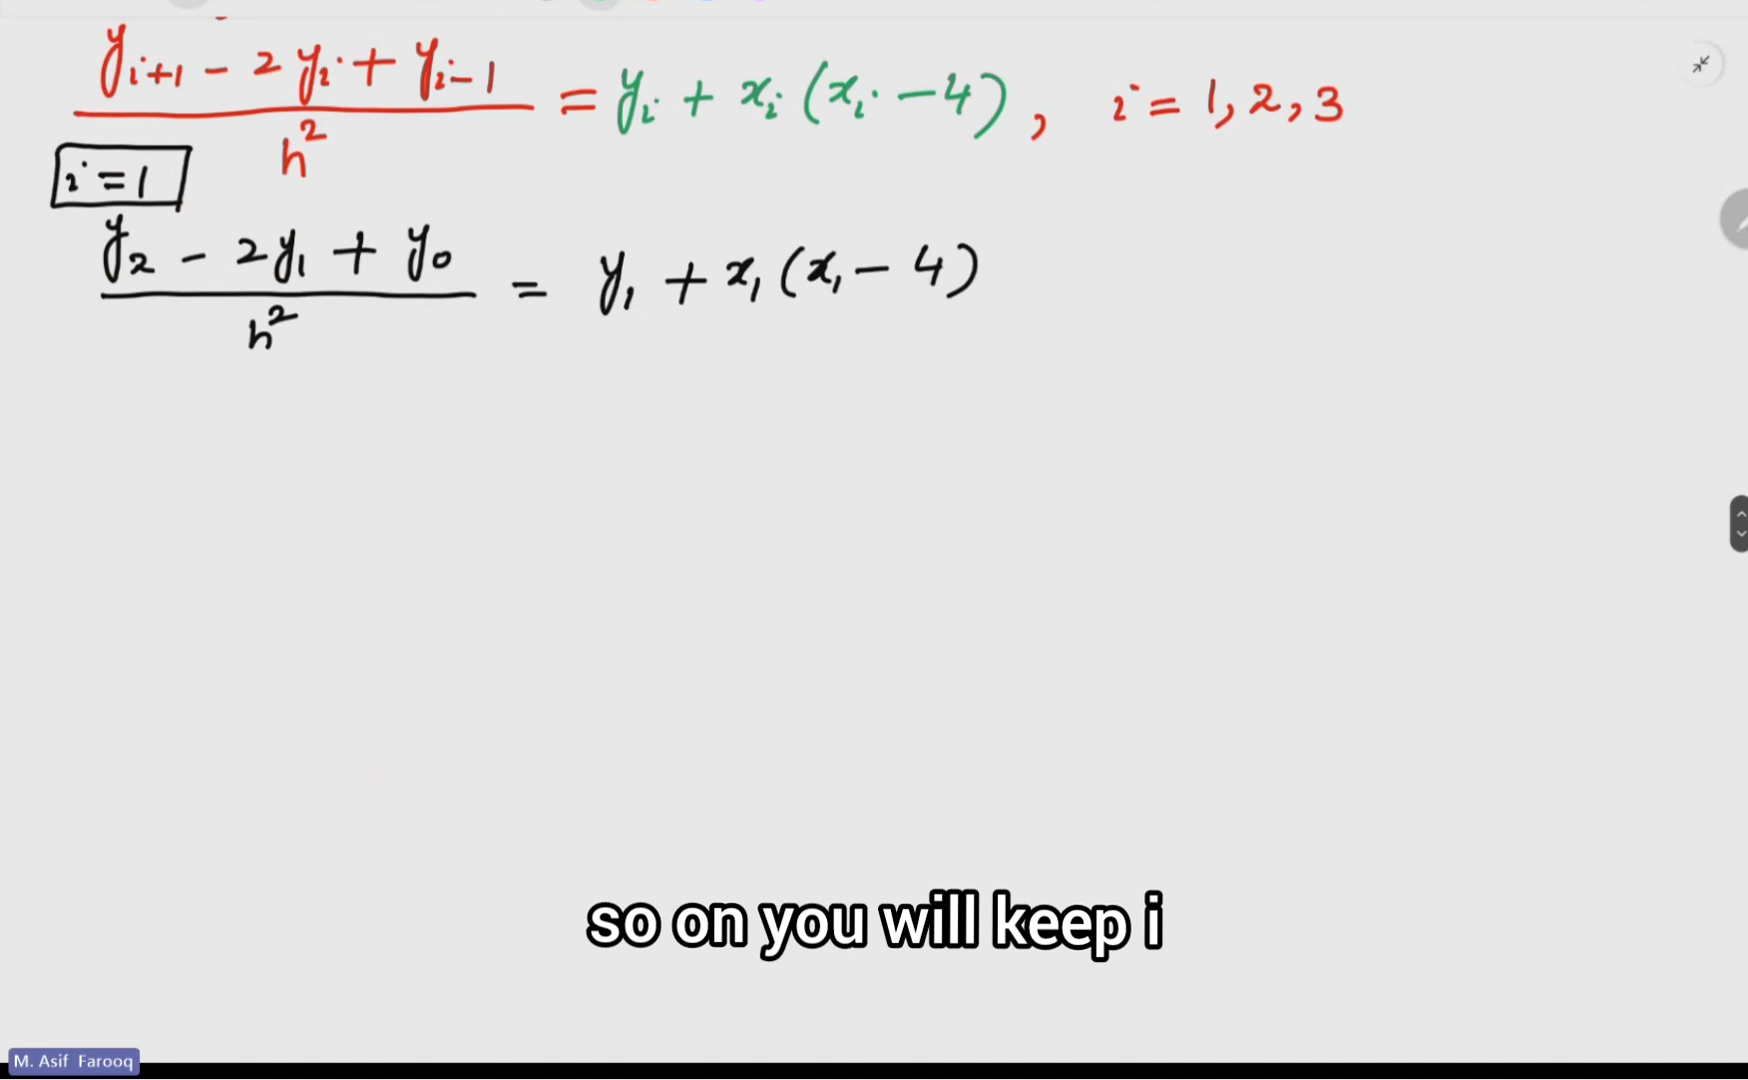 y_{i+1} - 2y_i + y_{i-1} / h^2 = y_i + x_i (x_i - 4), i = 1, 2, 3
i = 1
y_2 - 2y_1 + y_0 / h^2 = y_1 + x_1 (x_1 - 4)
so on you will keep i
M. Asif Farooq